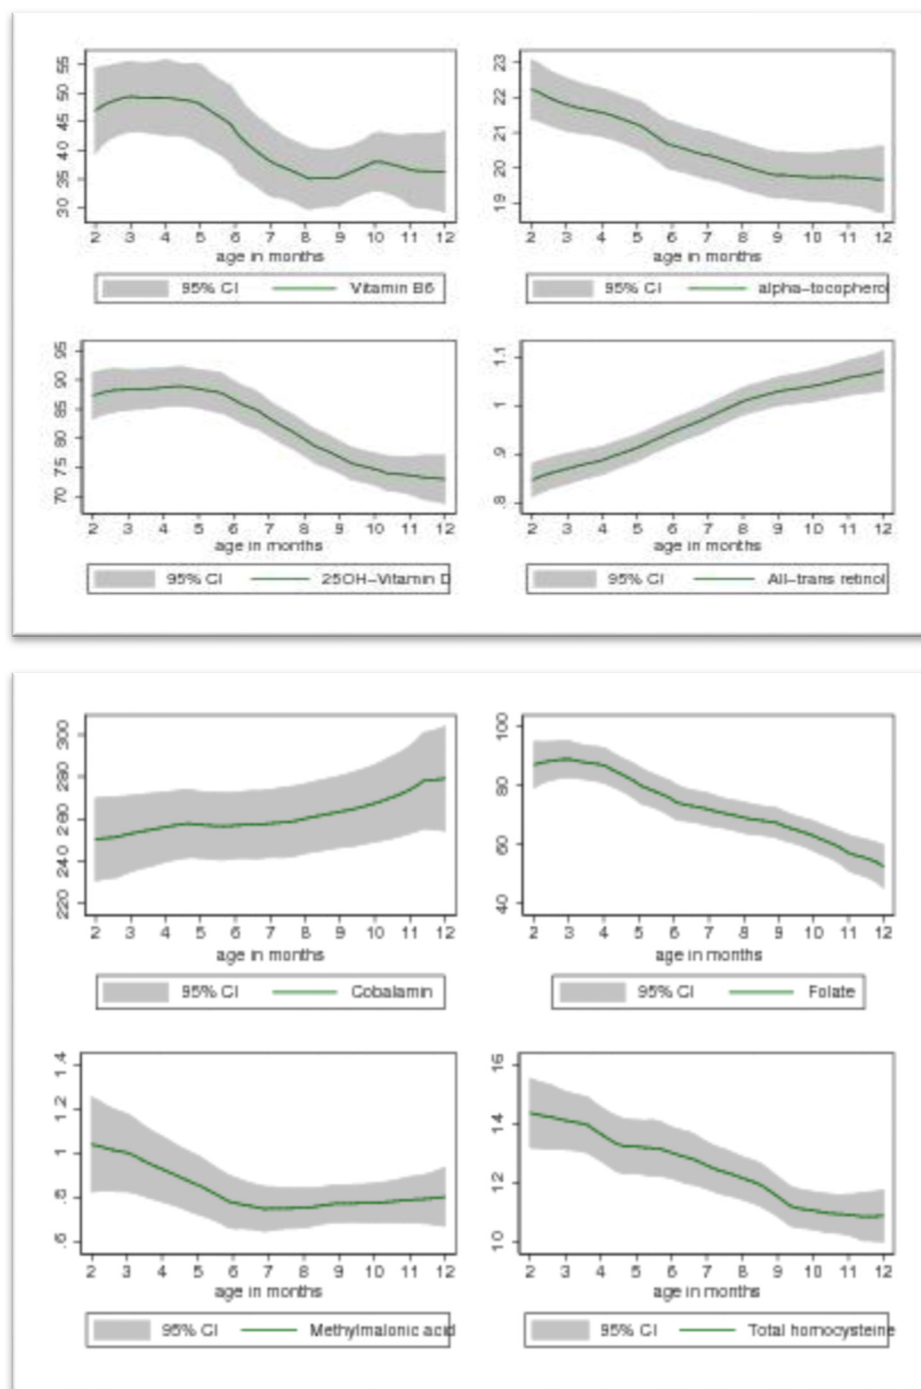 55
50
45
40
35
30
2 3 4 5 6 7 8 9 10 11 12
age in months
95% CI Vitamin B6
23
22
21
20
19
2 3 4 5 6 7 8 9 10 11 12
age in months
95% CI alpha-tocopherol
95
90
85
80
75
70
2 3 4 5 6 7 8 9 10 11 12
age in months
95% CI 25OH-Vitamin D
1.1
1
.9
.8
2 3 4 5 6 7 8 9 10 11 12
age in months
95% CI All-trans retinol
300
280
260
240
220
2 3 4 5 6 7 8 9 10 11 12
age in months
95% CI Cobalamin
100
80
60
40
2 3 4 5 6 7 8 9 10 11 12
age in months
95% CI Folate
1.4
1.2
1
.8
.6
2 3 4 5 6 7 8 9 10 11 12
age in months
95% CI Methylmalonic acid
16
14
12
10
2 3 4 5 6 7 8 9 10 11 12
age in months
95% CI Total homocysteine